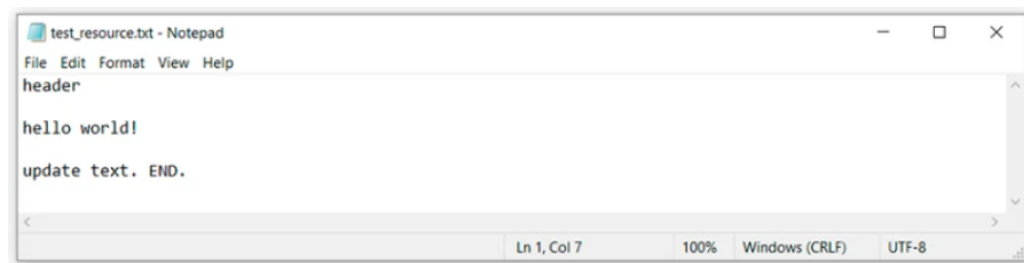 test_resource.txt - Notepad
File Edit Format View Help
header
hello world!
update text. END.
Ln 1, Col 7 100% Windows (CRLF) UTF-8